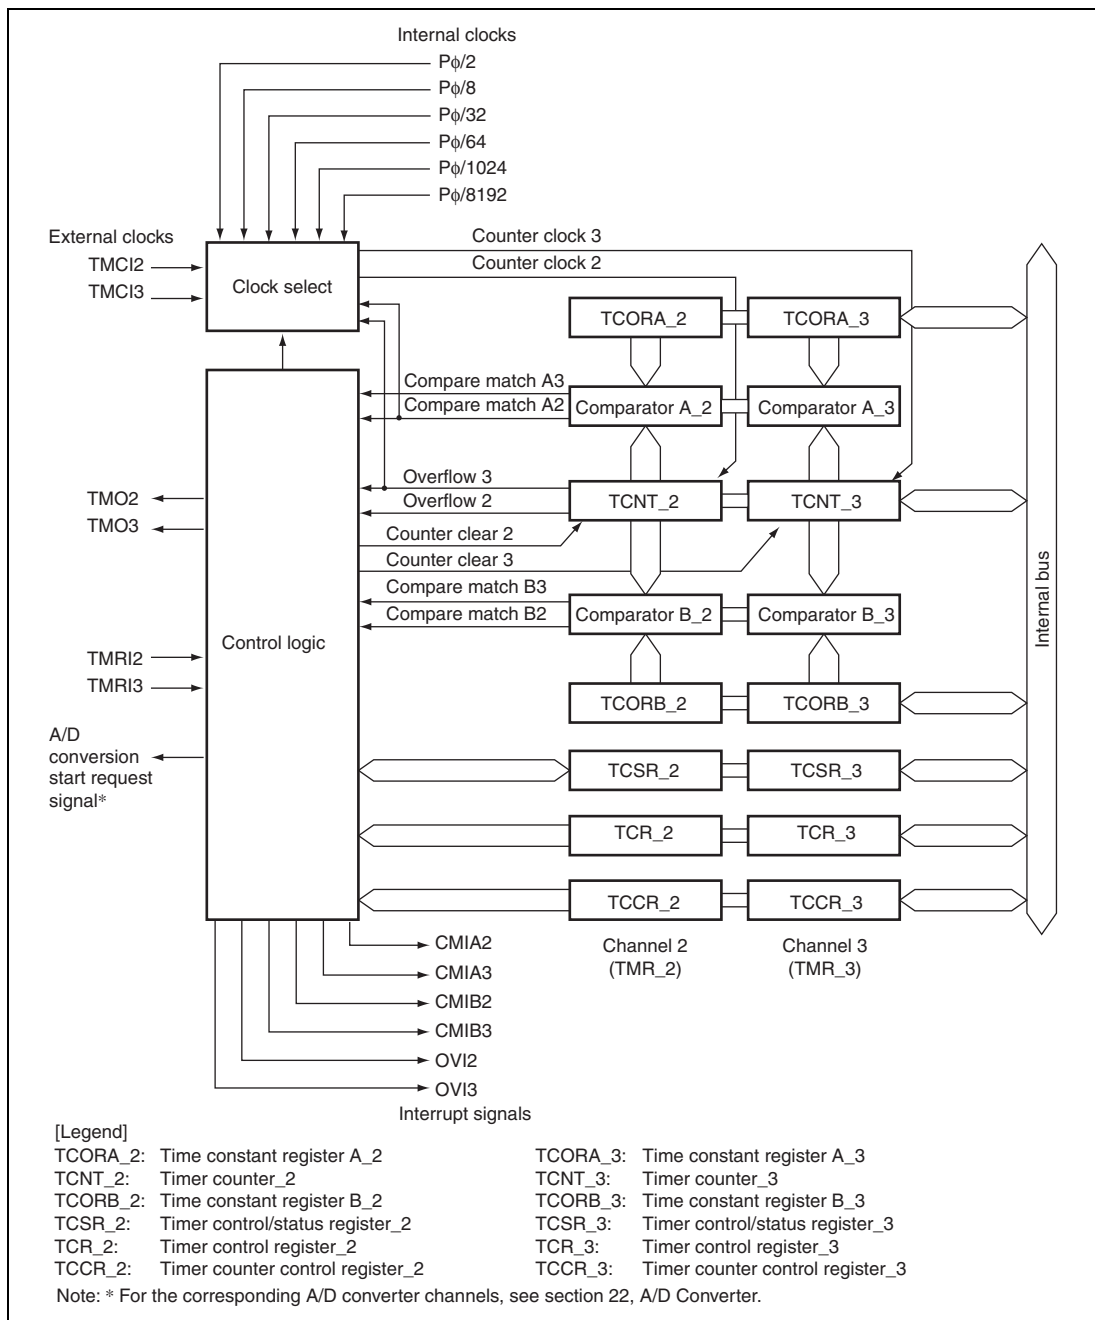 Internal clocks
Pϕ/2
Pϕ/8
Pϕ/32
Pϕ/64
Pϕ/1024
Pϕ/8192
External clocks
TMCI2
TMCI3
Clock select
Counter clock 3
Counter clock 2
TCORA_2
TCORA_3
Compare match A3
Compare match A2
Comparator A_2
Comparator A_3
TMO2
TMO3
Overflow 3
Overflow 2
TCNT_2
TCNT_3
Counter clear 2
Counter clear 3
Compare match B3
Compare match B2
Comparator B_2
Comparator B_3
Internal bus
Control logic
TMRI2
TMRI3
TCORB_2
TCORB_3
A/D
conversion
start request
signal*
TCSR_2
TCSR_3
TCR_2
TCR_3
TCCR_2
TCCR_3
Channel 2
(TMR_2)
Channel 3
(TMR_3)
CMIA2
CMIA3
CMIB2
CMIB3
OVI2
OVI3
Interrupt signals
[Legend]
TCORA_2: Time constant register A_2
TCORA_3: Time constant register A_3
TCNT_2: Timer counter_2
TCNT_3: Timer counter_3
TCORB_2: Time constant register B_2
TCORB_3: Time constant register B_3
TCSR_2: Timer control/status register_2
TCSR_3: Timer control/status register_3
TCR_2: Timer control register_2
TCR_3: Timer control register_3
TCCR_2: Timer counter control register_2
TCCR_3: Timer counter control register_3
Note: * For the corresponding A/D converter channels, see section 22, A/D Converter.